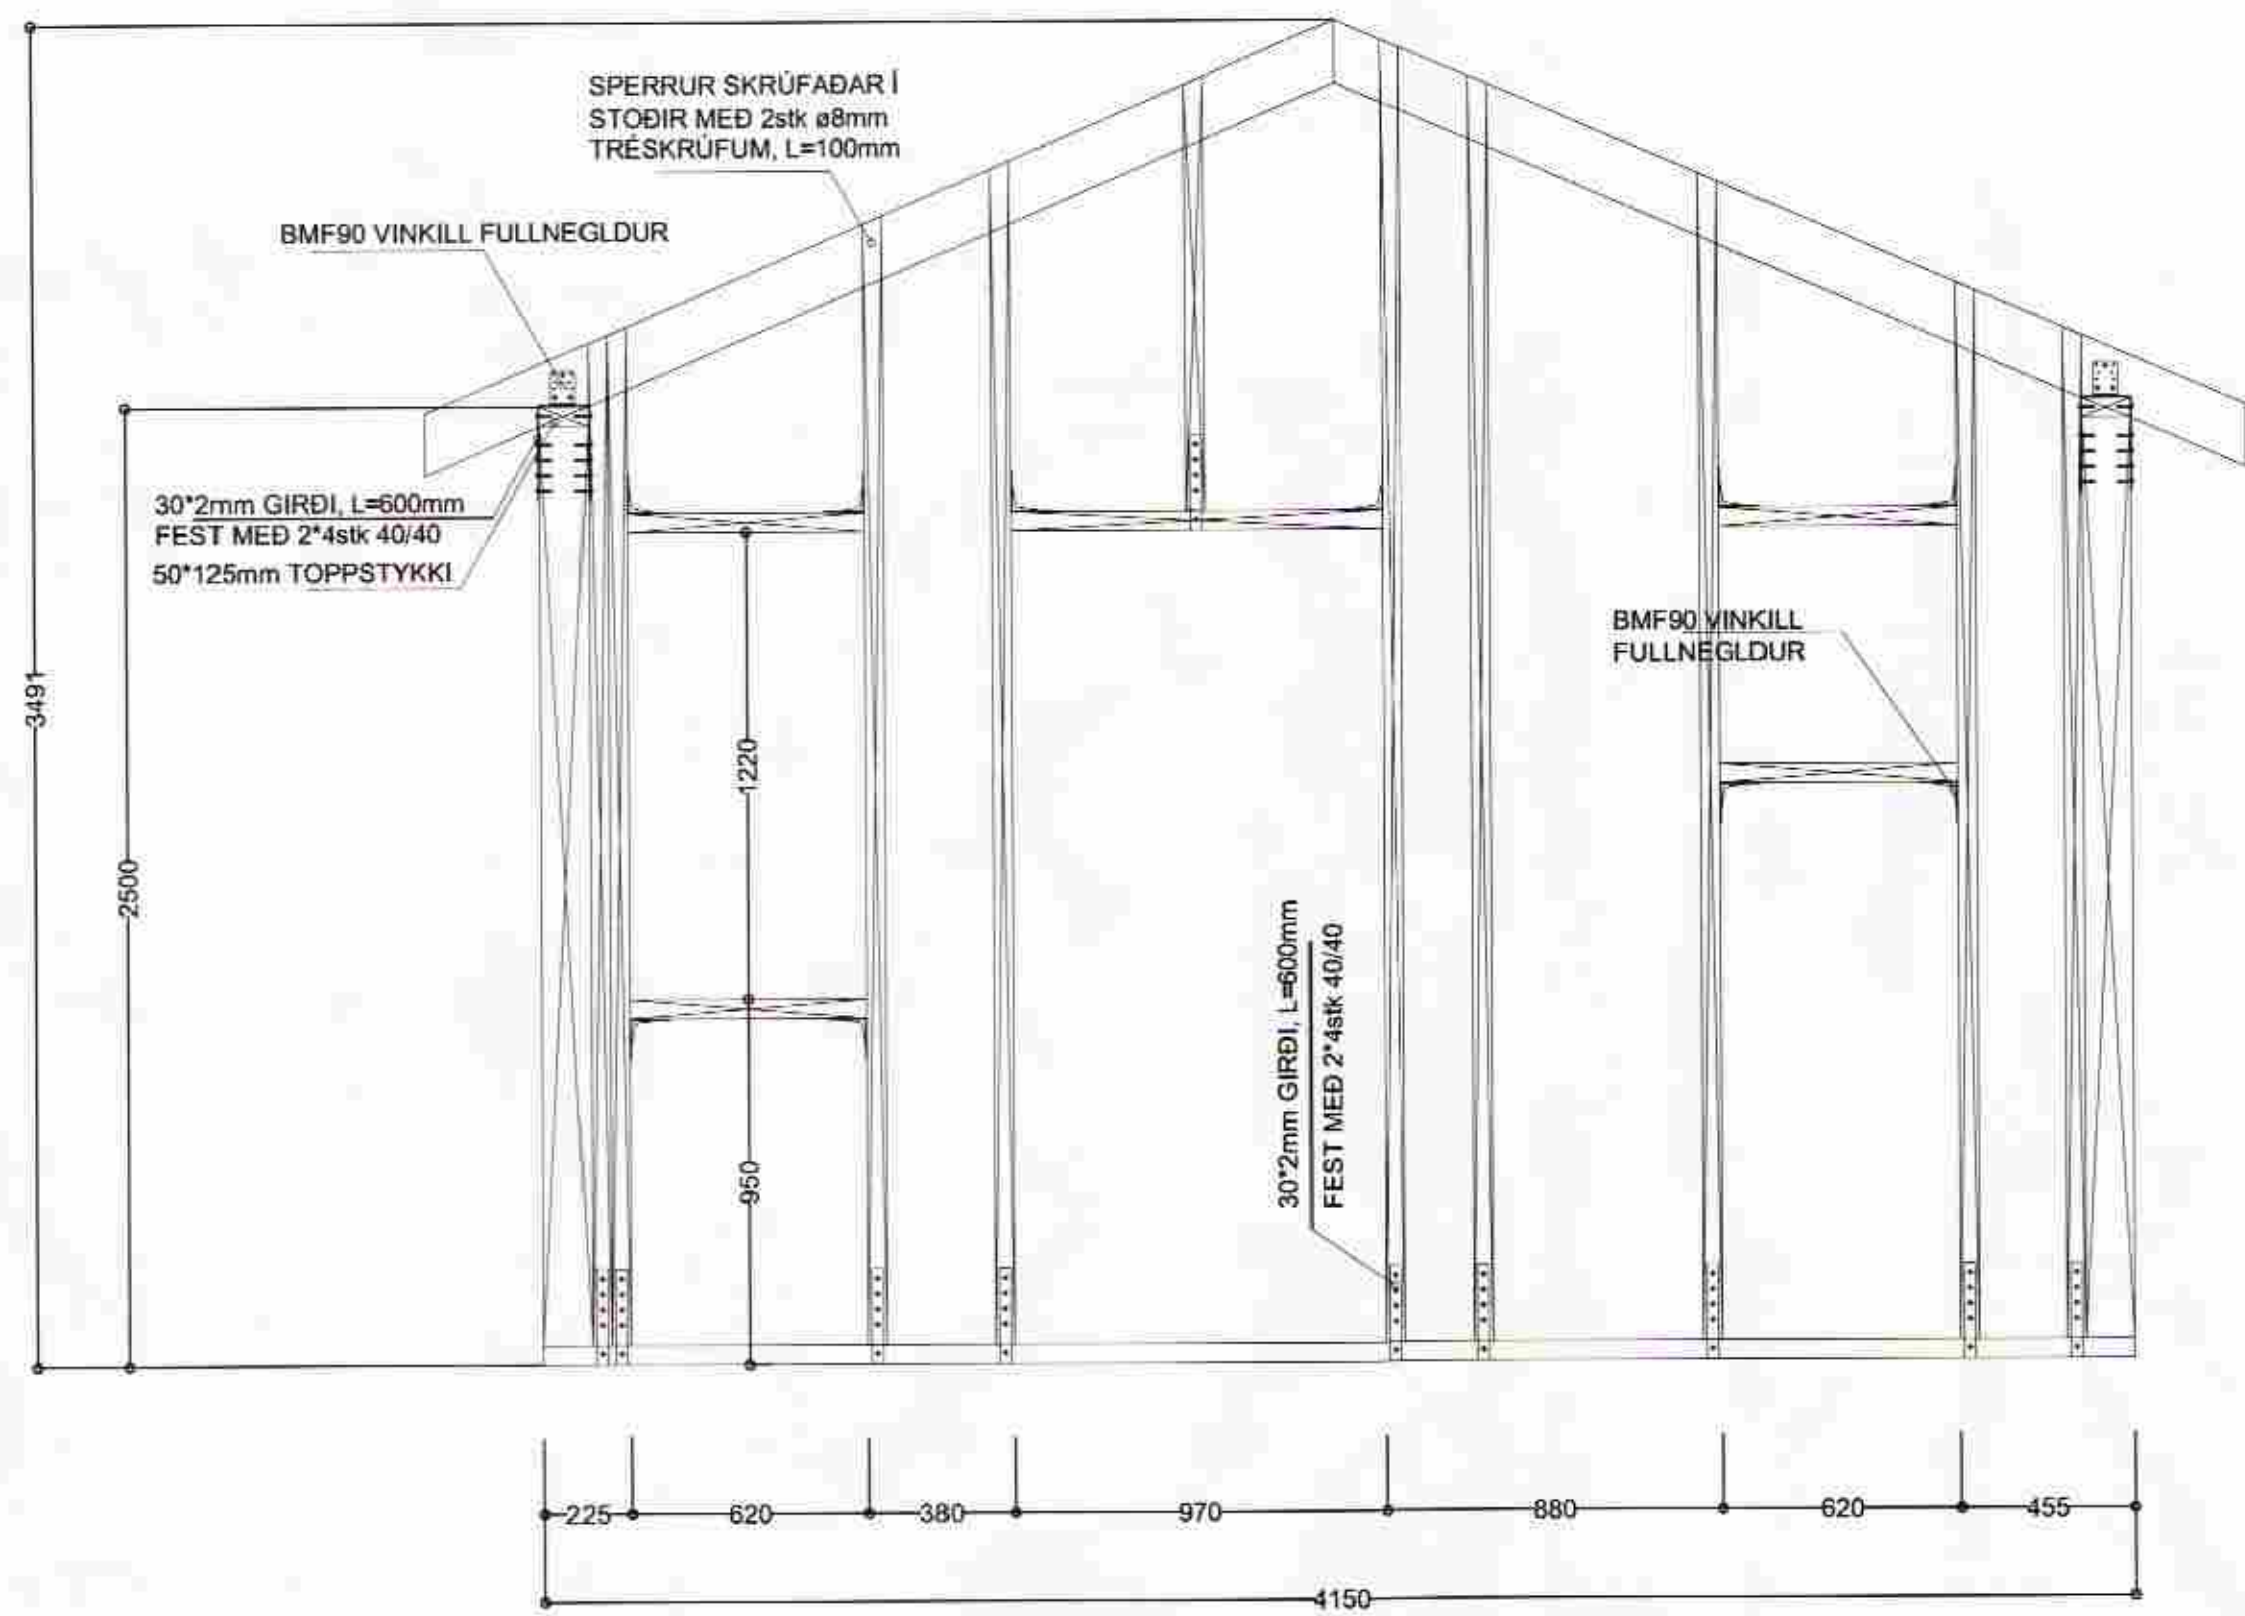 SPERRUR SKRÚFAÐAR Í
STOÐIR MEÐ 2stk ø8mm
TRÉSKRÚFUM, L=100mm
BMF90 VINKILL FULLNEGLDUR
30*2mm GIRÐI, L=600mm
FEST MEÐ 2*4stk 40/40
50*125mm TOPPSTYKKI
BMF90 VINKILL
FULLNEGLDUR
3491
2500
1220
950
30*2mm GIRÐI, L=600mm
FEST MEÐ 2*4stk 40/40
225 620 380 970 880 620 455
4150